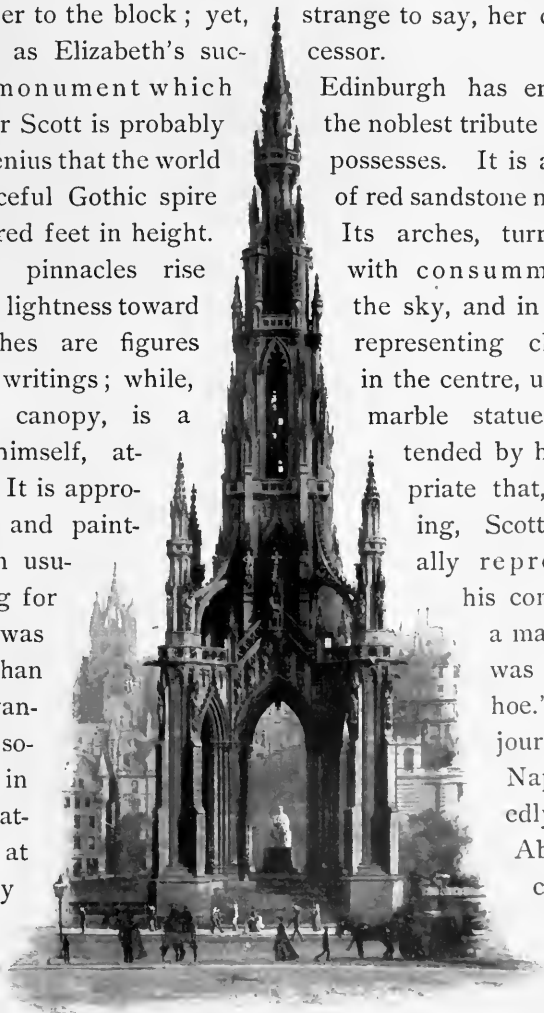 er to the block ; yet, strange to say, her
as Elizabeth's suc- cessor.
monument which Edinburgh has er
r Scott is probably the noblest tribute
enius that the world possesses. It is a
ceful Gothic spire of red sandstone n
red feet in height. Its arches, turr
pinnacles rise with consumm
lightness toward the sky, and in
hes are figures representing c
writings ; while, in the centre, u
canopy, is a marble statue
himself, at- tended by h
It is appro- priate that,
and paint- ing, Scott
n usu- ally repre
g for his con
was a ma
han was
van- hoe."
so- jour
in Na
at- edly
at Ab
y c